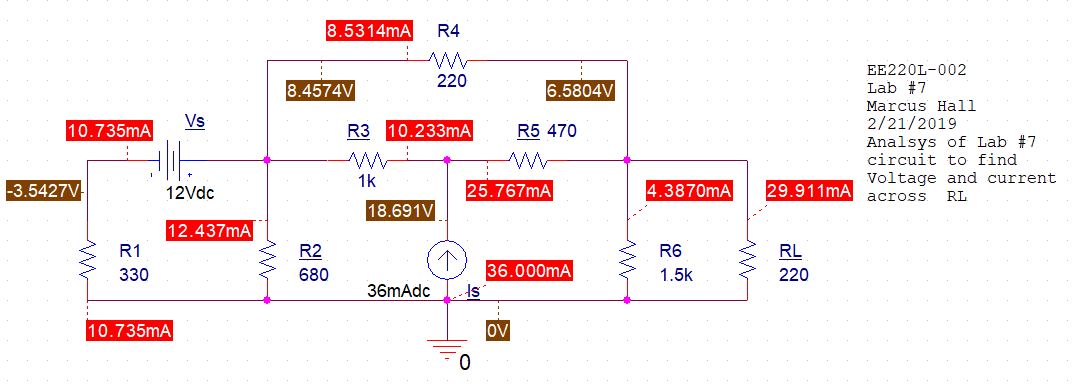 8.5314mA
R4
220
8.4574V
6.5804V
10.735mA
Vs
12Vdc
-3.5427V
R3
1k
10.233mA
R5 470
25.767mA
18.691V
12.437mA
4.3870mA
29.911mA
R1
330
R2
680
36mAdc
Is
36.000mA
R6
1.5k
RL
220
10.735mA
0V
0
EE220L-002
Lab #7
Marcus Hall
2/21/2019
Analsys of Lab #7
circuit to find
Voltage and current
across RL